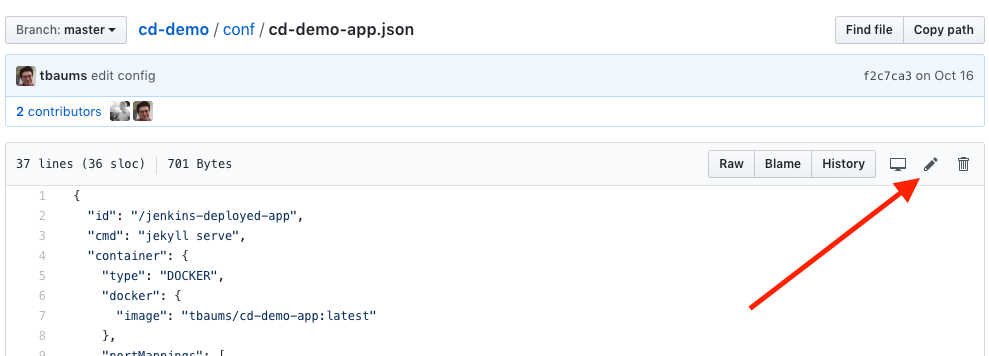 Branch: master cd-demo / conf / cd-demo-app.json Find file Copy path
tbaums edit config f2c7ca3 on Oct 16
2 contributors
37 lines (36 sloc) 701 Bytes Raw Blame History
1 {
2 "id": "/jenkins-deployed-app",
3 "cmd": "jekyll serve",
4 "container": {
5 "type": "DOCKER",
6 "docker": {
7 "image": "tbaums/cd-demo-app:latest"
8 },
9 "portMappings": [